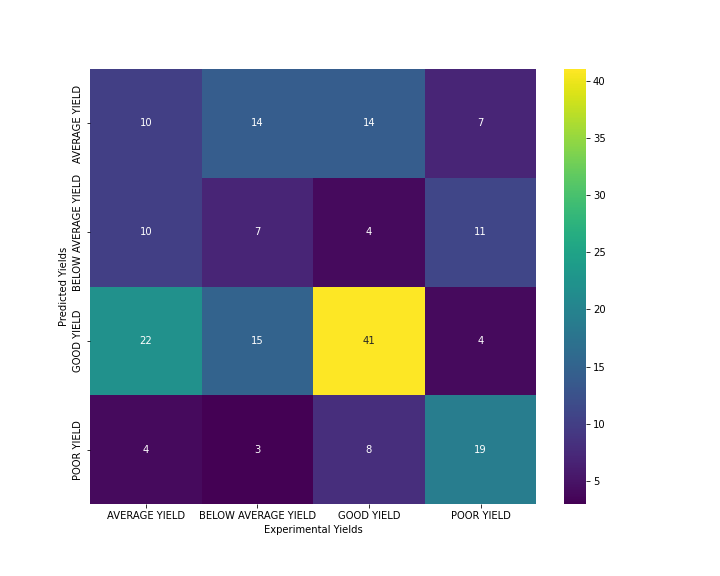 AVERAGE YIELD
10 14 14 7
BELOW AVERAGE YIELD
10 7 4 11
GOOD YIELD
22 15 41 4
POOR YIELD
4 3 8 19
Predicted Yields
AVERAGE YIELD BELOW AVERAGE YIELD GOOD YIELD POOR YIELD
Experimental Yields
40
35
30
25
20
15
10
5